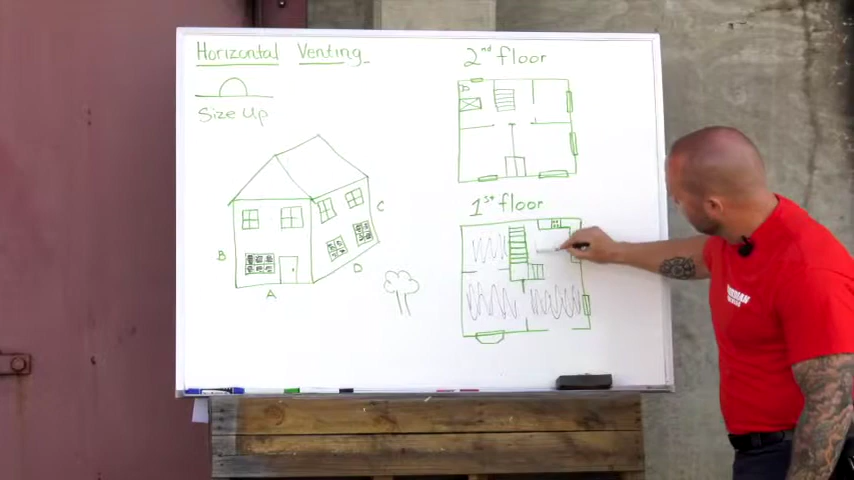 Horizontal Venting
Size Up
2nd floor
1st floor
A
B
C
D